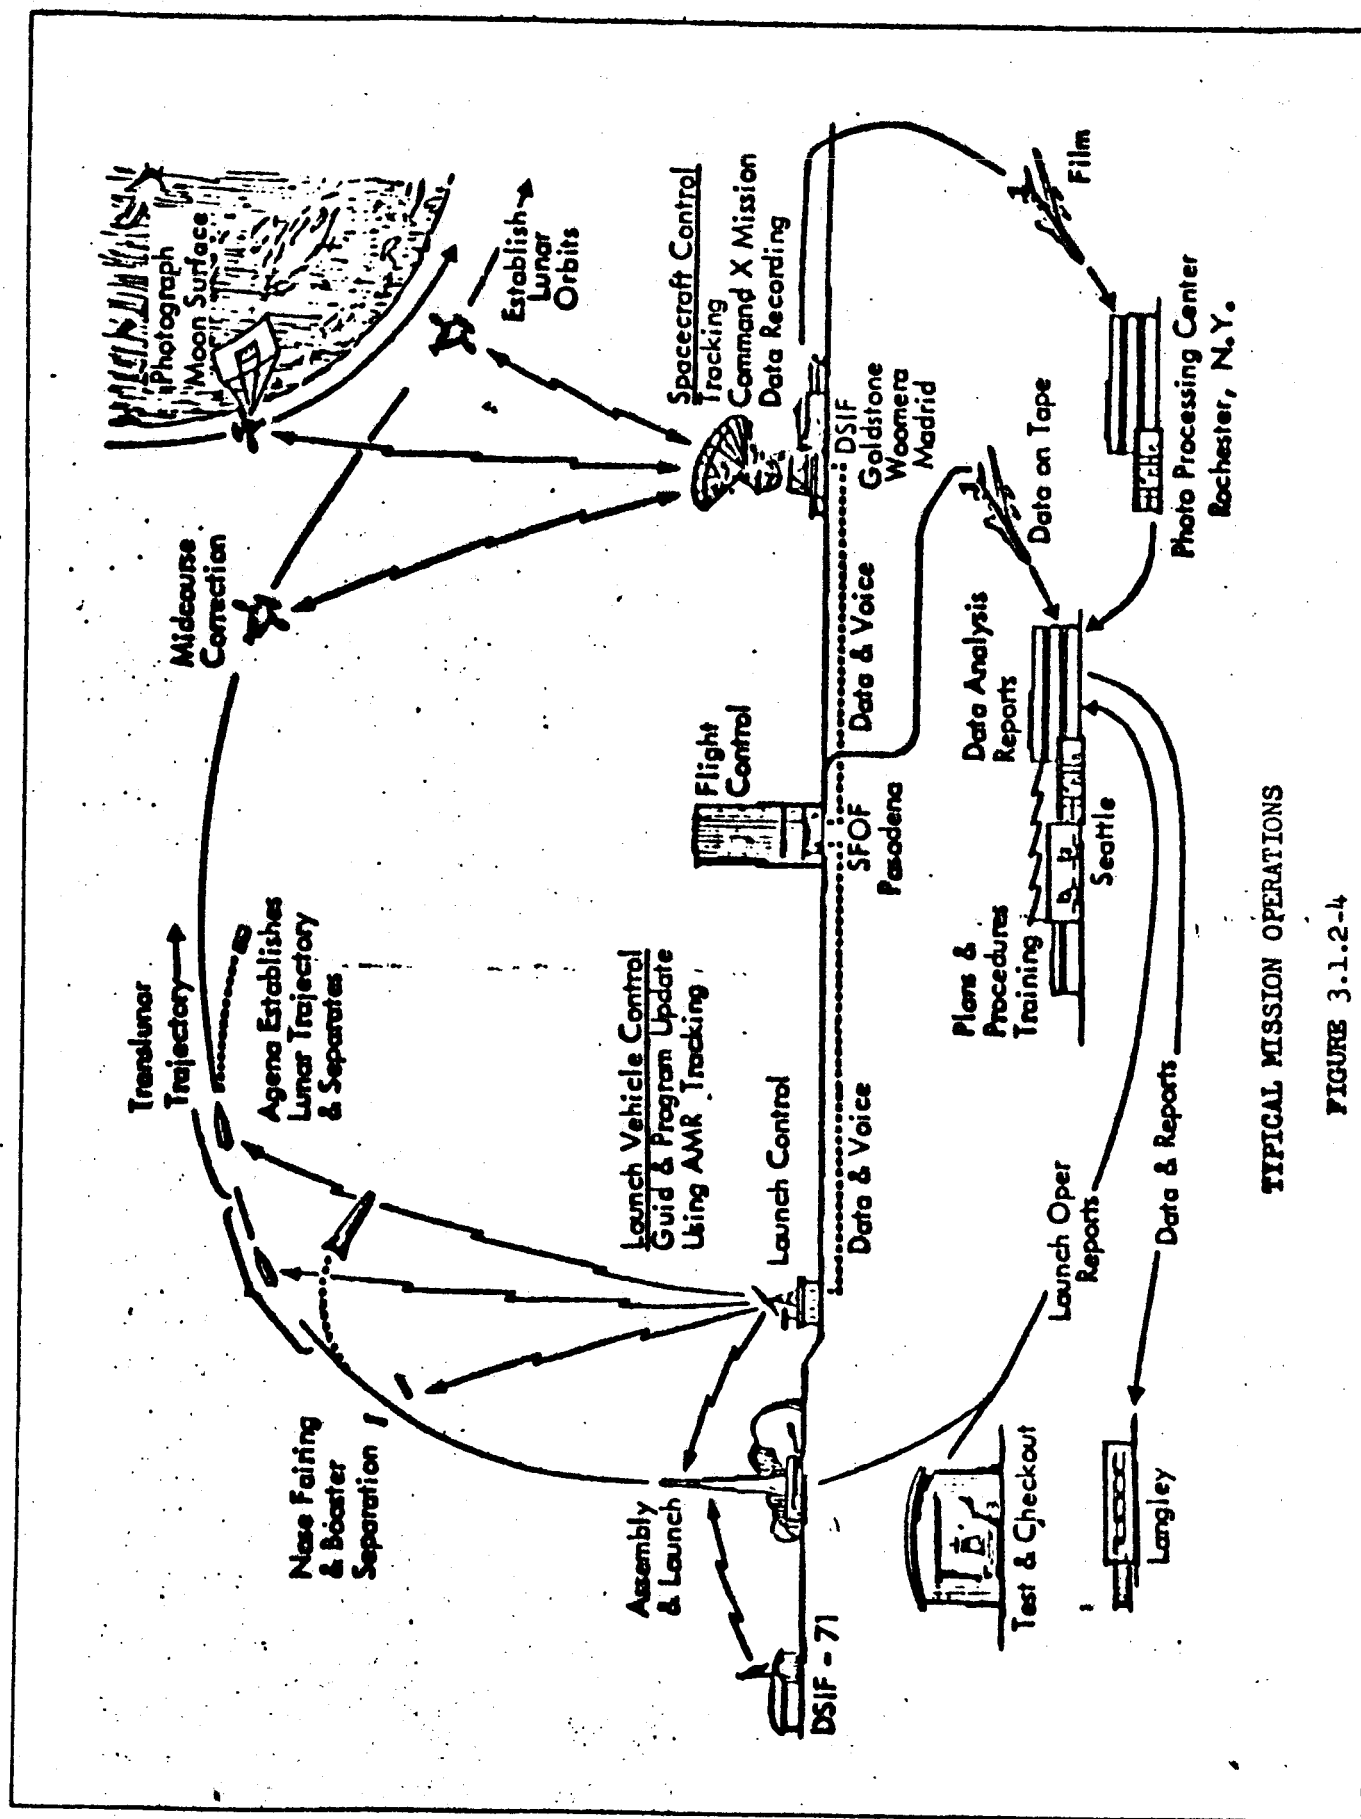 Photograph
Moon Surface
Midcourse
Correction
Establish
Lunar
Orbits
Translunar
Trajectory
Agena Establishes
Lunar Trajectory
& Separates
Nose Fairing
& Booster
Separation
Spacecraft Control
Tracking
Command X Mission
Data Recording
Flight
Control
Launch Vehicle Control
Guid & Program Update
Using AMR Tracking
Launch Control
Assembly
& Launch
DSIF - 71
Data & Voice
SFOF
Pasadena
Data & Voice
DSIF
Goldstone
Woomera
Madrid
Film
Data on Tape
Data Analysis
Reports
Plans &
Procedures
Training
Seattle
Photo Processing Center
Rochester, N.Y.
Launch Oper
Reports
Data & Reports
Test & Checkout
Langley
TYPICAL MISSION OPERATIONS
FIGURE 3.1.2-4